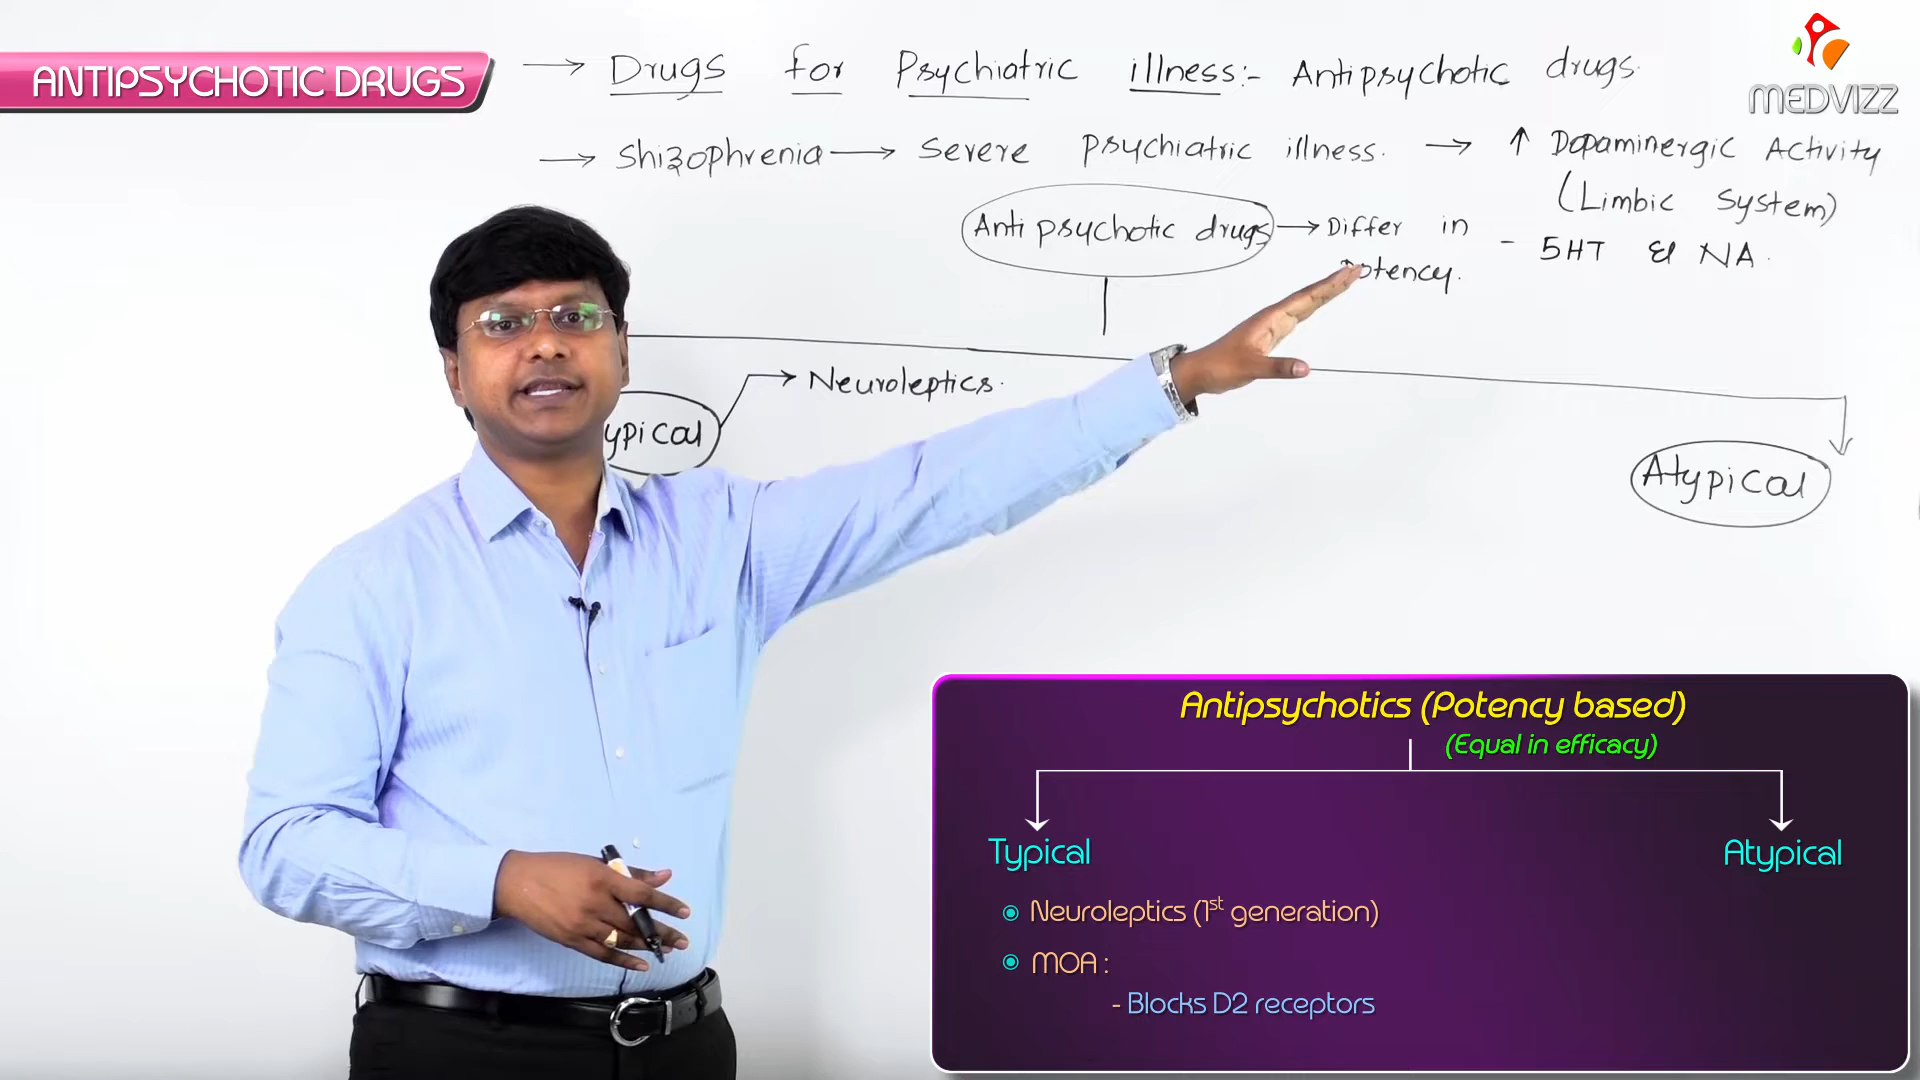 ANTIPSYCHOTIC DRUGS
→ Drugs for Psychiatric illness:- Antipsychotic drugs.
MEDVIZZ
→ Shizophrenia → Severe psychiatric illness. → ↑ Dopaminergic Activity
(Limbic System)
- 5HT & NA.
Anti psychotic drugs → Differ in
Potency.
Neuroleptics.
ypical
Atypical
Antipsychotics (Potency based)
(Equal in efficacy)
Typical
Atypical
Neuroleptics (1st generation)
MOA :
- Blocks D2 receptors